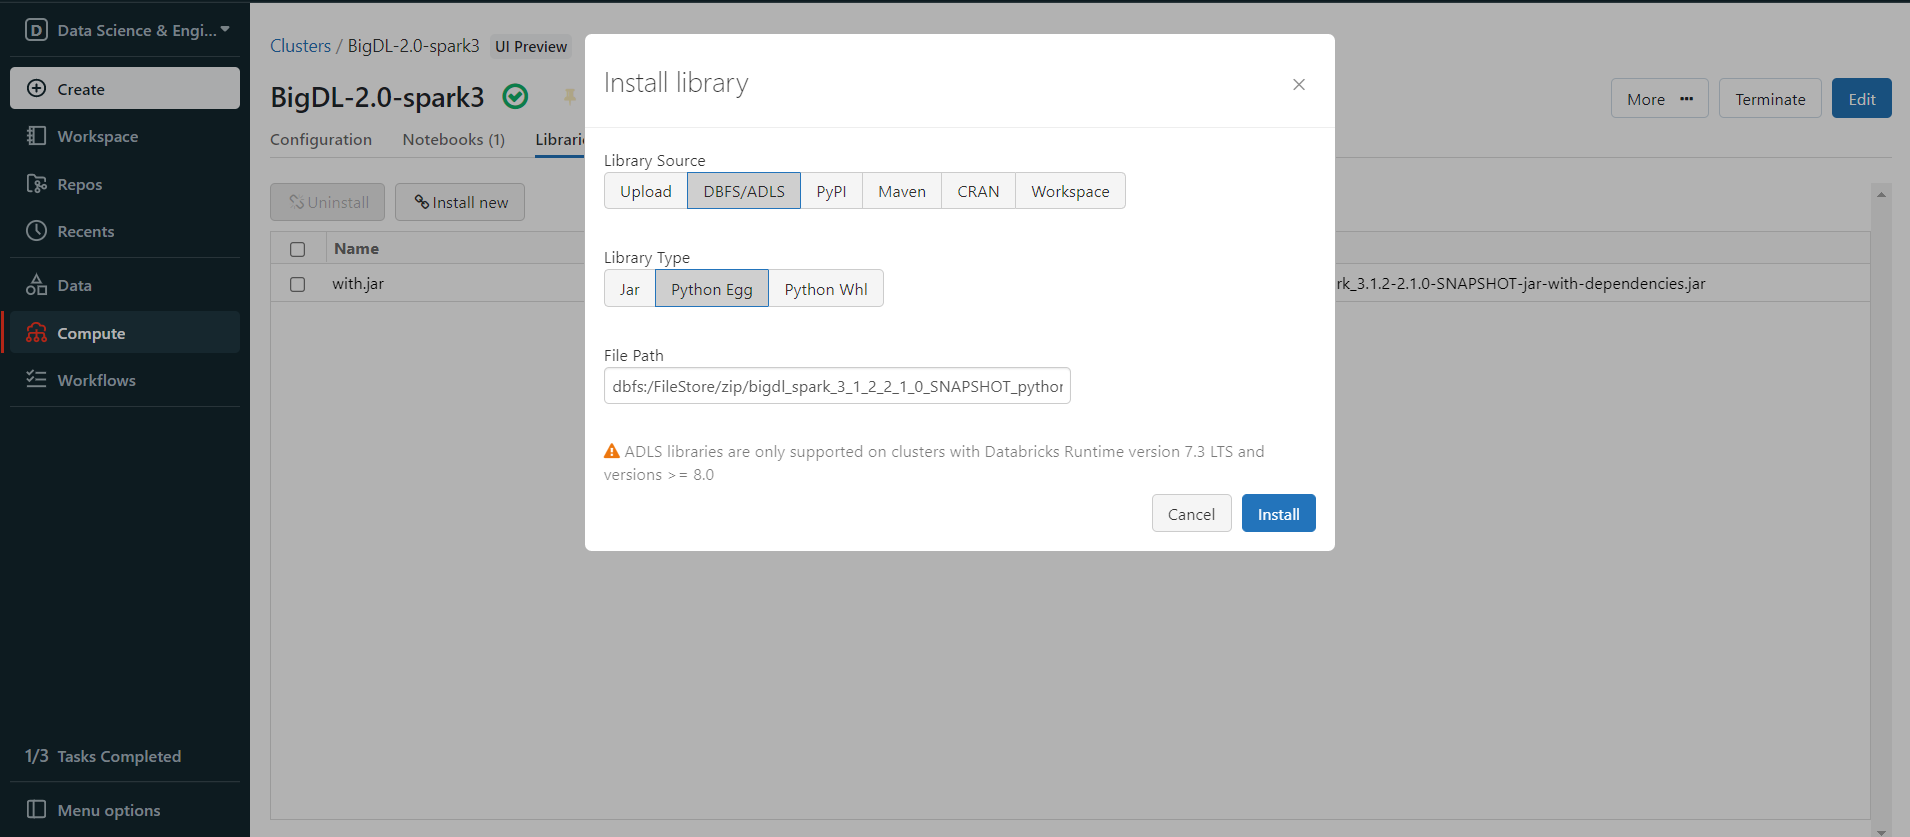 D Data Science & Engi...
Create
Workspace
Repos
Recents
Data
Compute
Workflows
1/3 Tasks Completed
Menu options
Clusters / BigDL-2.0-spark3 UI Preview
BigDL-2.0-spark3
More ••• Terminate Edit
Configuration Notebooks (1) Librari
Uninstall Install new
Name
with.jar rk_3.1.2-2.1.0-SNAPSHOT-jar-with-dependencies.jar
Install library
Library Source
Upload DBFS/ADLS PyPI Maven CRAN Workspace
Library Type
Jar Python Egg Python Whl
File Path
dbfs:/FileStore/zip/bigdl_spark_3_1_2_2_1_0_SNAPSHOT_python
ADLS libraries are only supported on clusters with Databricks Runtime version 7.3 LTS and
versions >= 8.0
Cancel Install